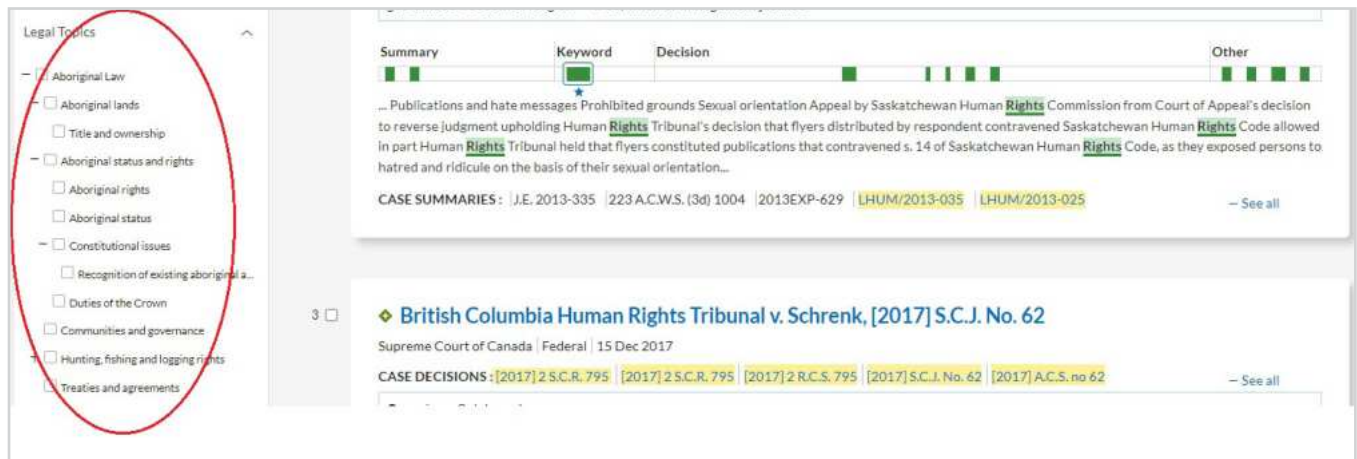 Legal Topics
Aboriginal Law
Aboriginal lands
Title and ownership
Aboriginal status and rights
Aboriginal rights
Aboriginal status
Constitutional issues
Recognition of existing aboriginal a...
Duties of the Crown
Communities and governance
Hunting, fishing and logging rights
Treaties and agreements
Summary Keyword Decision Other
... Publications and hate messages Prohibited grounds Sexual orientation Appeal by Saskatchewan Human Rights Commission from Court of Appeal's decision
to reverse judgment upholding Human Rights Tribunal's decision that flyers distributed by respondent contravened Saskatchewan Human Rights Code allowed
in part Human Rights Tribunal held that flyers constituted publications that contravened s. 14 of Saskatchewan Human Rights Code, as they exposed persons to
hatred and ridicule on the basis of their sexual orientation...
CASE SUMMARIES : J.E. 2013-335 223 A.C.W.S. (3d) 1004 2013EXP-629 LHUM/2013-035 LHUM/2013-025 – See all
3 British Columbia Human Rights Tribunal v. Schrenk, [2017] S.C.J. No. 62
Supreme Court of Canada Federal 15 Dec 2017
CASE DECISIONS : [2017] 2 S.C.R. 795 [2017] 2 S.C.R. 795 [2017] 2 R.C.S. 795 [2017] S.C.J. No. 62 [2017] A.C.S. no 62 – See all